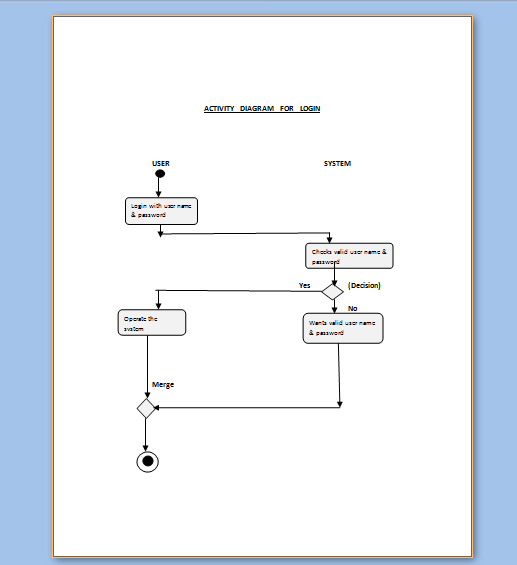 ACTIVITY DIAGRAM FOR LOGIN
USER
SYSTEM
Login with user name
& password
Checks valid user name &
password
Yes
(Decision)
No
Operate the
system
Wants valid user name
& password
Merge